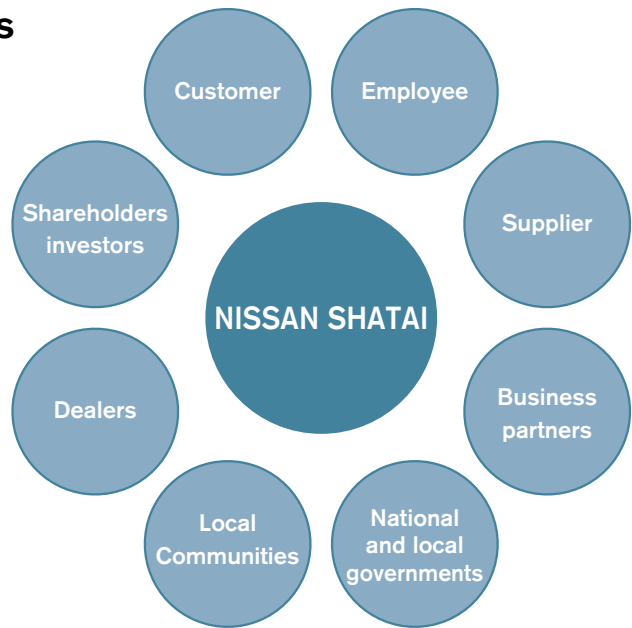 s
Customer
Employee
Shareholders
investors
Supplier
NISSAN SHATAI
Dealers
Business
partners
Local
Communities
National
and local
governments